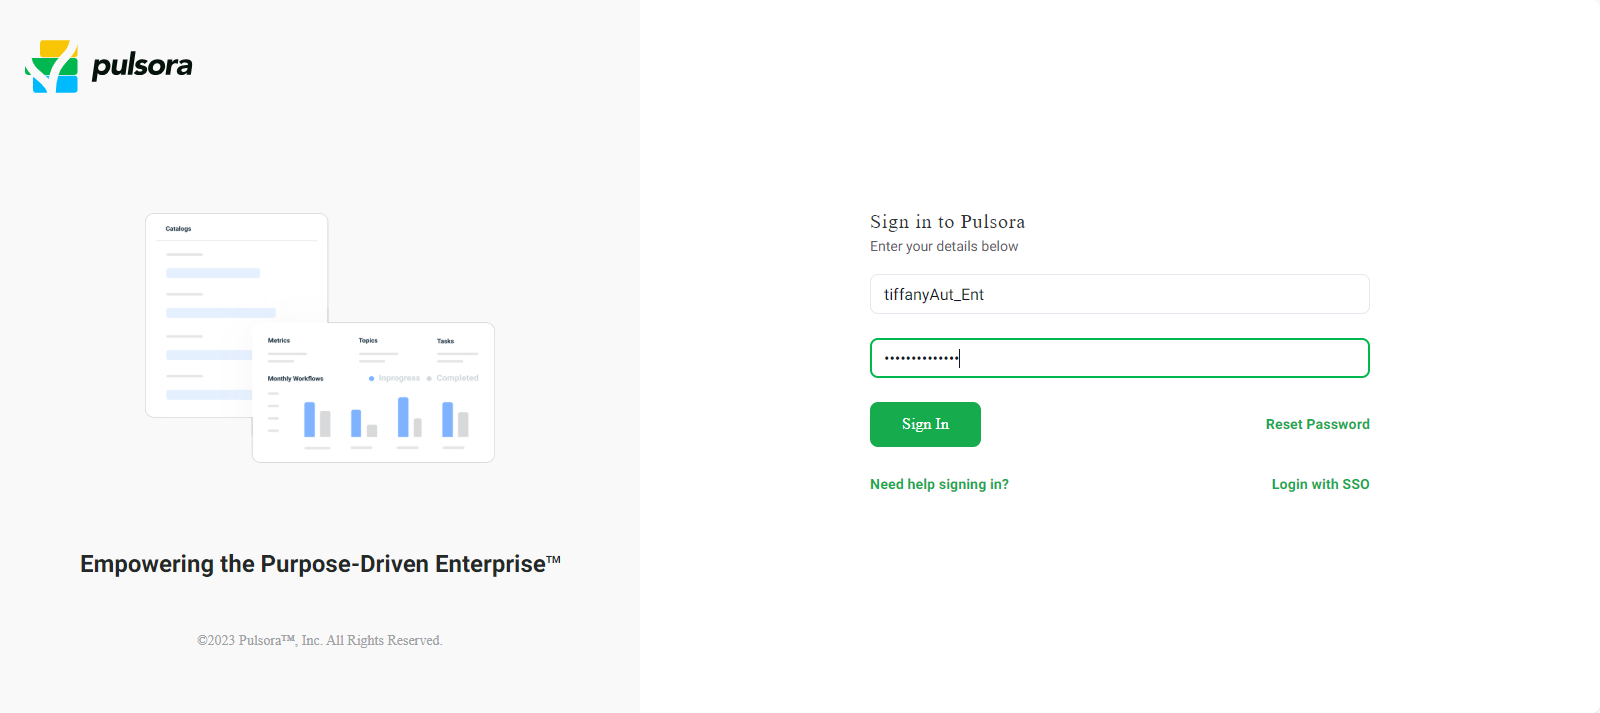 pulsora
Catalogs
Metrics
Topics
Tasks
Monthly Workflows
Inprogress
Completed
Empowering the Purpose-Driven Enterprise™
©2023 Pulsora™, Inc. All Rights Reserved.
Sign in to Pulsora
Enter your details below
tiffanyAut_Ent
••••••••••••••
Sign In
Reset Password
Need help signing in?
Login with SSO